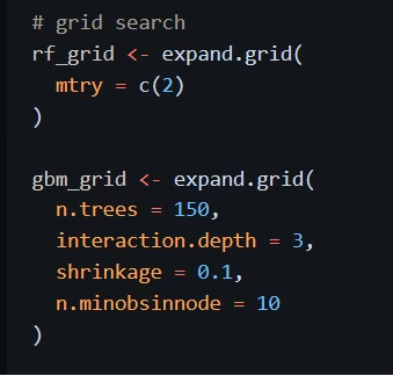 # grid search
rf_grid <- expand.grid(
  mtry = c(2)
)

gbm_grid <- expand.grid(
  n.trees = 150,
  interaction.depth = 3,
  shrinkage = 0.1,
  n.minobsinnode = 10
)